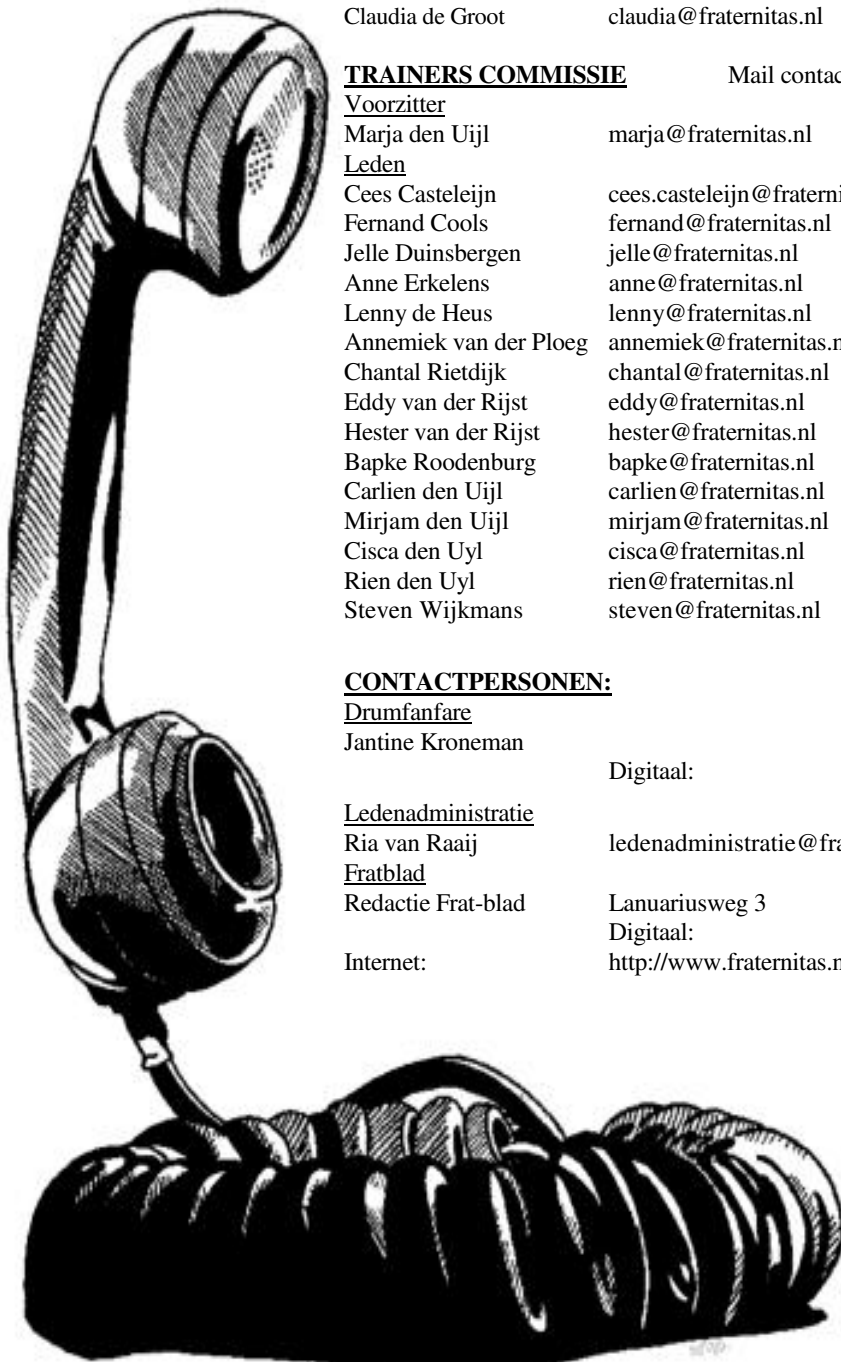 Claudia de Groot claudia@fraternitas.nl
TRAINERS COMMISSIE Mail contac
Voorzitter
Marja den Uijl marja@fraternitas.nl
Leden
Cees Casteleijn cees.casteleijn@fraterni
Fernand Cools fernand@fraternitas.nl
Jelle Duinsbergen jelle@fraternitas.nl
Anne Erkelens anne@fraternitas.nl
Lenny de Heus lenny@fraternitas.nl
Annemiek van der Ploeg annemiek@fraternitas.n
Chantal Rietdijk chantal@fraternitas.nl
Eddy van der Rijst eddy@fraternitas.nl
Hester van der Rijst hester@fraternitas.nl
Bapke Roodenburg bapke@fraternitas.nl
Carlien den Uijl carlien@fraternitas.nl
Mirjam den Uijl mirjam@fraternitas.nl
Cisca den Uyl cisca@fraternitas.nl
Rien den Uyl rien@fraternitas.nl
Steven Wijkmans steven@fraternitas.nl
CONTACTPERSONEN:
Drumfanfare
Jantine Kroneman
Digitaal:
Ledenadministratie
Ria van Raaij ledenadministratie@fra
Fratblad
Redactie Frat-blad Lanuariusweg 3
Digitaal:
Internet: http://www.fraternitas.n